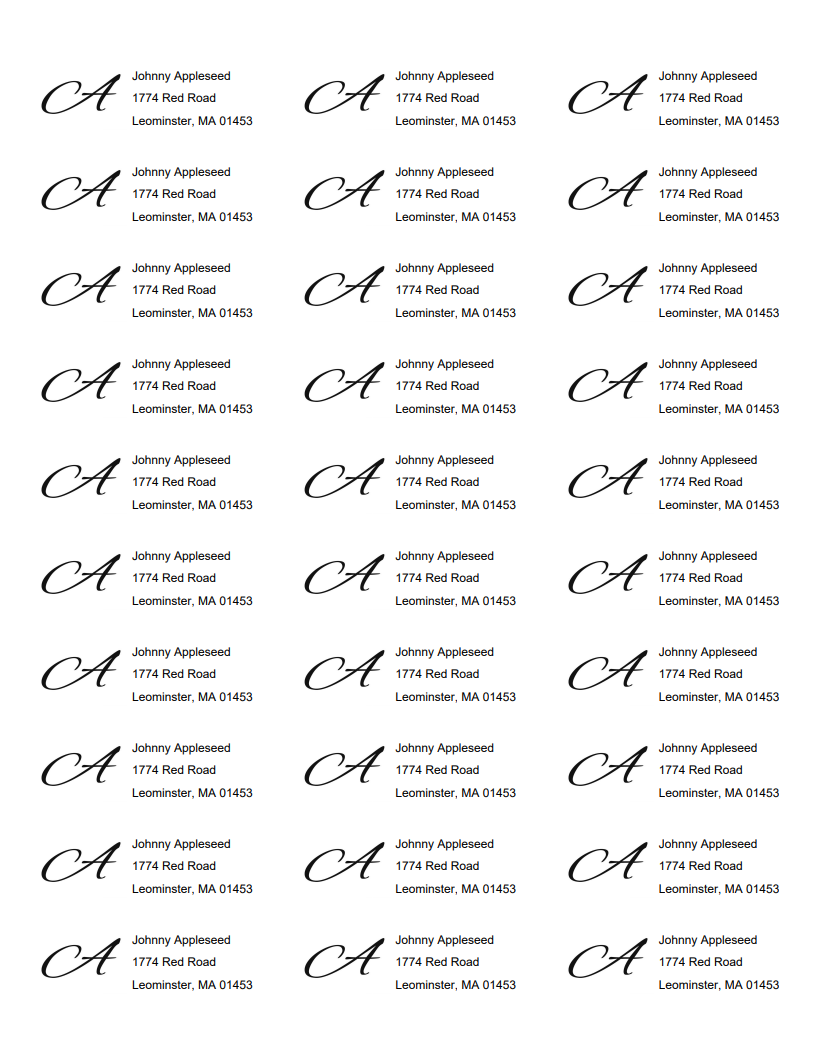 A
Johnny Appleseed
1774 Red Road
Leominster, MA 01453
A
Johnny Appleseed
1774 Red Road
Leominster, MA 01453
A
Johnny Appleseed
1774 Red Road
Leominster, MA 01453
A
Johnny Appleseed
1774 Red Road
Leominster, MA 01453
A
Johnny Appleseed
1774 Red Road
Leominster, MA 01453
A
Johnny Appleseed
1774 Red Road
Leominster, MA 01453
A
Johnny Appleseed
1774 Red Road
Leominster, MA 01453
A
Johnny Appleseed
1774 Red Road
Leominster, MA 01453
A
Johnny Appleseed
1774 Red Road
Leominster, MA 01453
A
Johnny Appleseed
1774 Red Road
Leominster, MA 01453
A
Johnny Appleseed
1774 Red Road
Leominster, MA 01453
A
Johnny Appleseed
1774 Red Road
Leominster, MA 01453
A
Johnny Appleseed
1774 Red Road
Leominster, MA 01453
A
Johnny Appleseed
1774 Red Road
Leominster, MA 01453
A
Johnny Appleseed
1774 Red Road
Leominster, MA 01453
A
Johnny Appleseed
1774 Red Road
Leominster, MA 01453
A
Johnny Appleseed
1774 Red Road
Leominster, MA 01453
A
Johnny Appleseed
1774 Red Road
Leominster, MA 01453
A
Johnny Appleseed
1774 Red Road
Leominster, MA 01453
A
Johnny Appleseed
1774 Red Road
Leominster, MA 01453
A
Johnny Appleseed
1774 Red Road
Leominster, MA 01453
A
Johnny Appleseed
1774 Red Road
Leominster, MA 01453
A
Johnny Appleseed
1774 Red Road
Leominster, MA 01453
A
Johnny Appleseed
1774 Red Road
Leominster, MA 01453
A
Johnny Appleseed
1774 Red Road
Leominster, MA 01453
A
Johnny Appleseed
1774 Red Road
Leominster, MA 01453
A
Johnny Appleseed
1774 Red Road
Leominster, MA 01453
A
Johnny Appleseed
1774 Red Road
Leominster, MA 01453
A
Johnny Appleseed
1774 Red Road
Leominster, MA 01453
A
Johnny Appleseed
1774 Red Road
Leominster, MA 01453